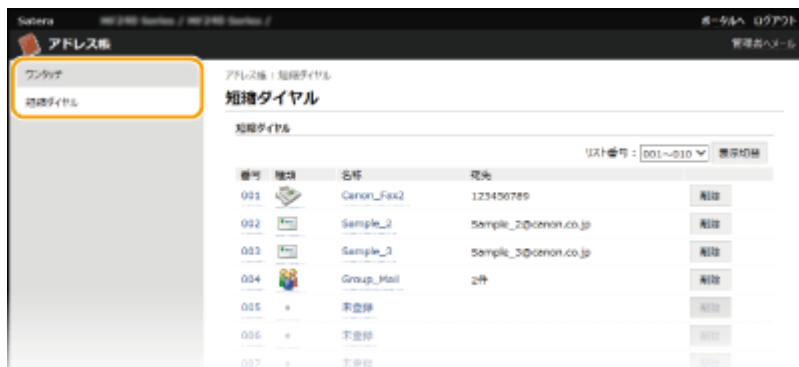 Satera
ポータルへ ログアウト
アドレス帳
管理者へメール
ワンタッチ
短縮ダイヤル
アドレス帳 : 短縮ダイヤル
短縮ダイヤル
短縮ダイヤル
リスト番号 : 001～010 表示切替
番号 種類 名称 宛先
001 Canon_Fax2 123456789 削除
002 Sample_2 Sample_2@canon.co.jp 削除
003 Sample_3 Sample_3@canon.co.jp 削除
004 Group_Mail 2件 削除
005 未登録 削除
006 未登録 削除
007 未登録 削除